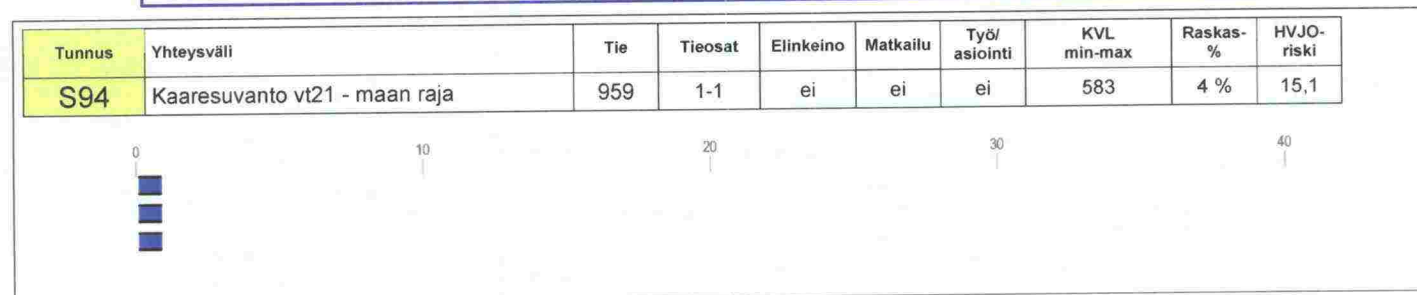 Tunnus Yhteysväli Tie Tieosat Elinkeino Matkailu Työ/ asiointi KVL min-max Raskas- % HVJO- riski
S94 Kaaresuvanto vt21 - maan raja 959 1-1 ei ei ei 583 4 % 15,1
0 10 20 30 40